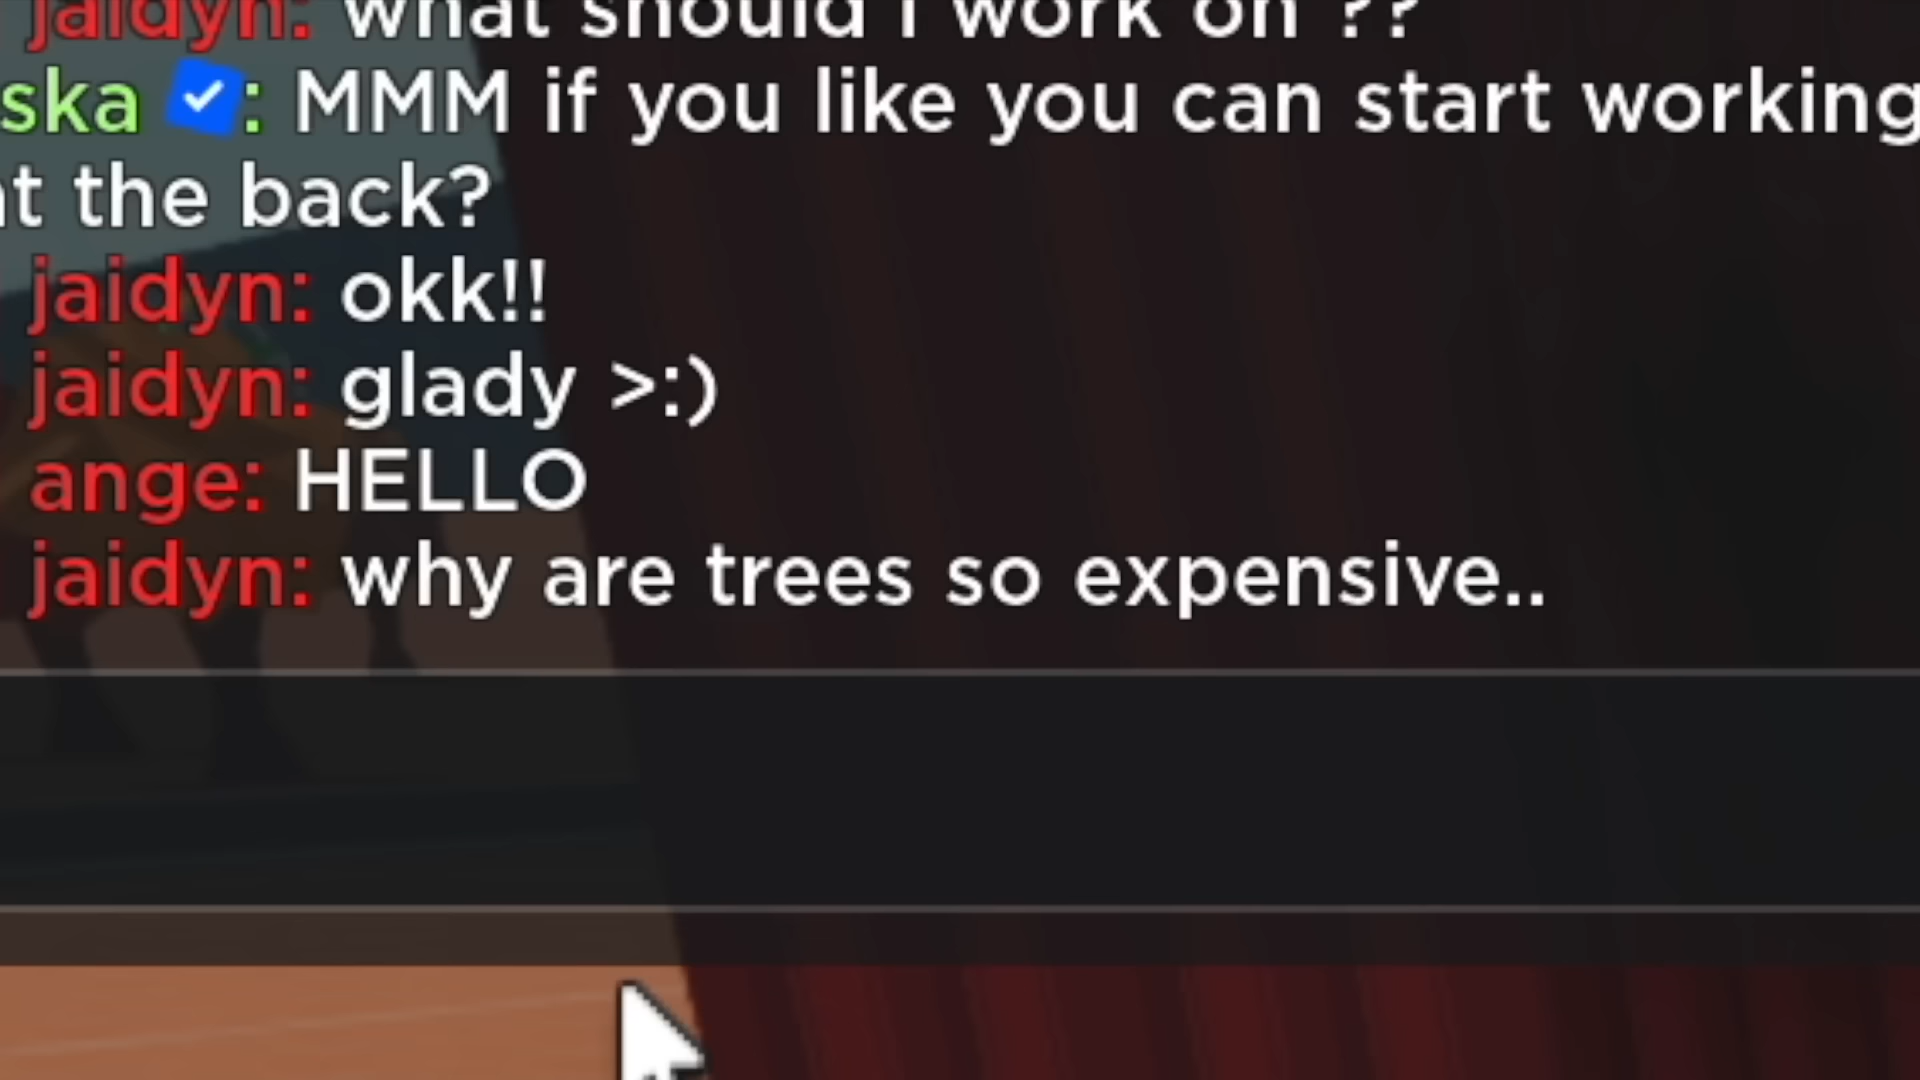 jaidyn: what should I work on ??
ska ☑: MMM if you like you can start working
at the back?
jaidyn: okk!!
jaidyn: glady >:)
ange: HELLO
jaidyn: why are trees so expensive..